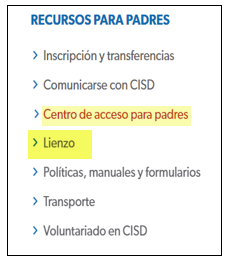 RECURSOS PARA PADRES
Inscripción y transferencias
Comunicarse con CISD
Centro de acceso para padres
Lienzo
Políticas, manuales y formularios
Transporte
Voluntariado en CISD